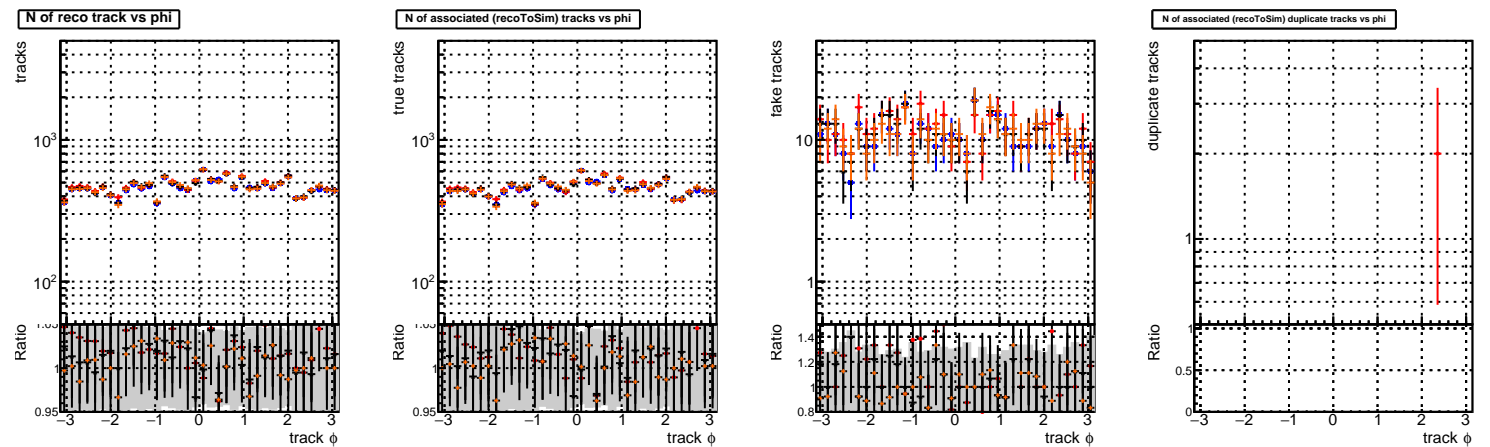 N of reco track vs phi
tracks
10³
10²
Ratio
1.05
1
0.95
−3 −2 −1 0 1 2 3
track ϕ
N of associated (recoToSim) tracks vs phi
true tracks
10³
10²
Ratio
1.05
1
0.95
−3 −2 −1 0 1 2 3
track ϕ
fake tracks
10
1
Ratio
1.4
1.2
1
0.8
−3 −2 −1 0 1 2 3
track ϕ
N of associated (recoToSim) duplicate tracks vs phi
duplicate tracks
1
Ratio
1
0.5
0
−3 −2 −1 0 1 2 3
track ϕ